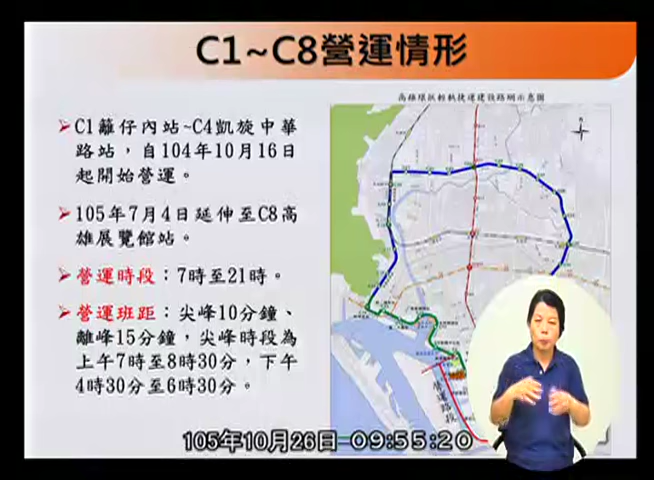 C1~C8營運情形
高雄環狀輕軌捷運建設路網示意圖
➢C1籬仔內站~C4凱旋中華
路站，自104年10月16日
起開始營運。
➢105年7月4日延伸至C8高
雄展覽館站。
➢營運時段：7時至21時。
➢營運班距：尖峰10分鐘、
離峰15分鐘，尖峰時段為
上午7時至8時30分，下午
4時30分至6時30分。
營運路段
105年10月26日 09:55:20